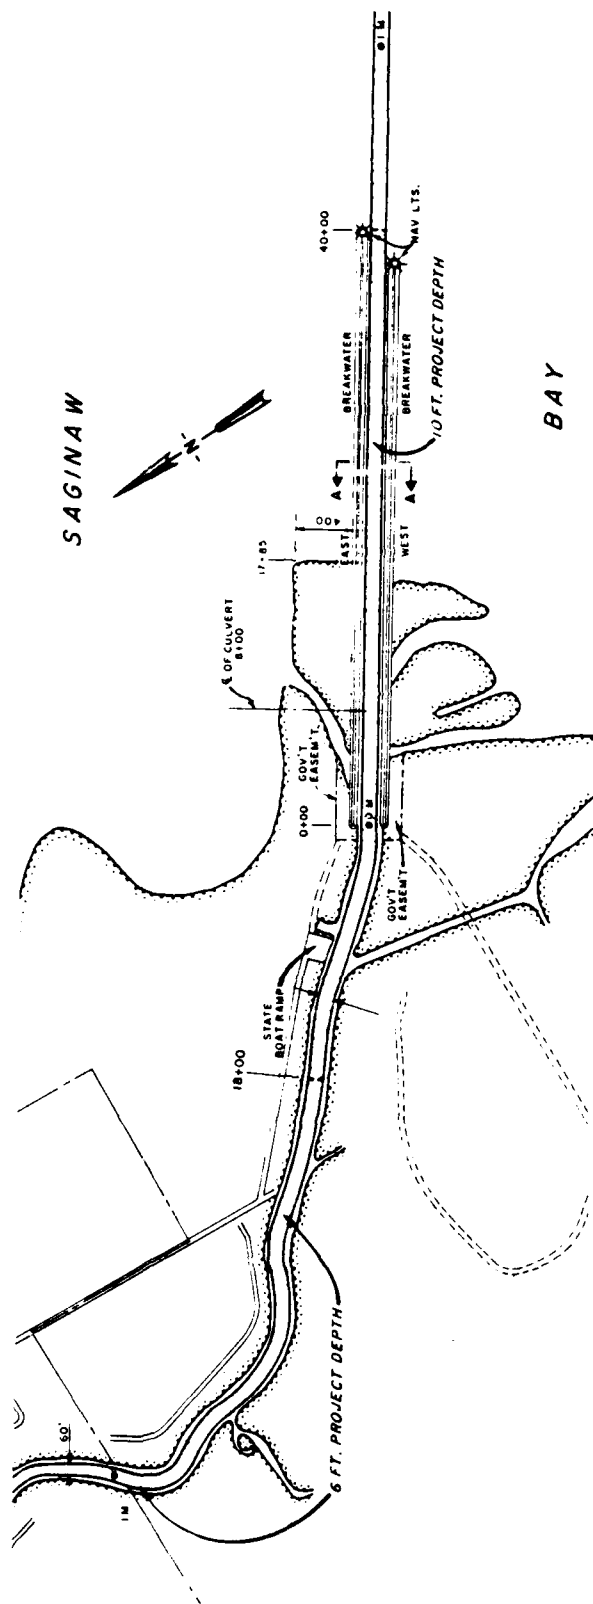 SAGINAW
BAY
N
1 M
40+00
NAV LTS.
BREAKWATER
BREAKWATER
10 FT. PROJECT DEPTH
A
A
EAST
WEST
17+85
℄ OF CULVERT
8+00
GOV'T
EASEM'T.
0+00
0 M
GOV'T
EASEM'T
STATE
BOAT RAMP
18+00
6 FT. PROJECT DEPTH
60'
1 M